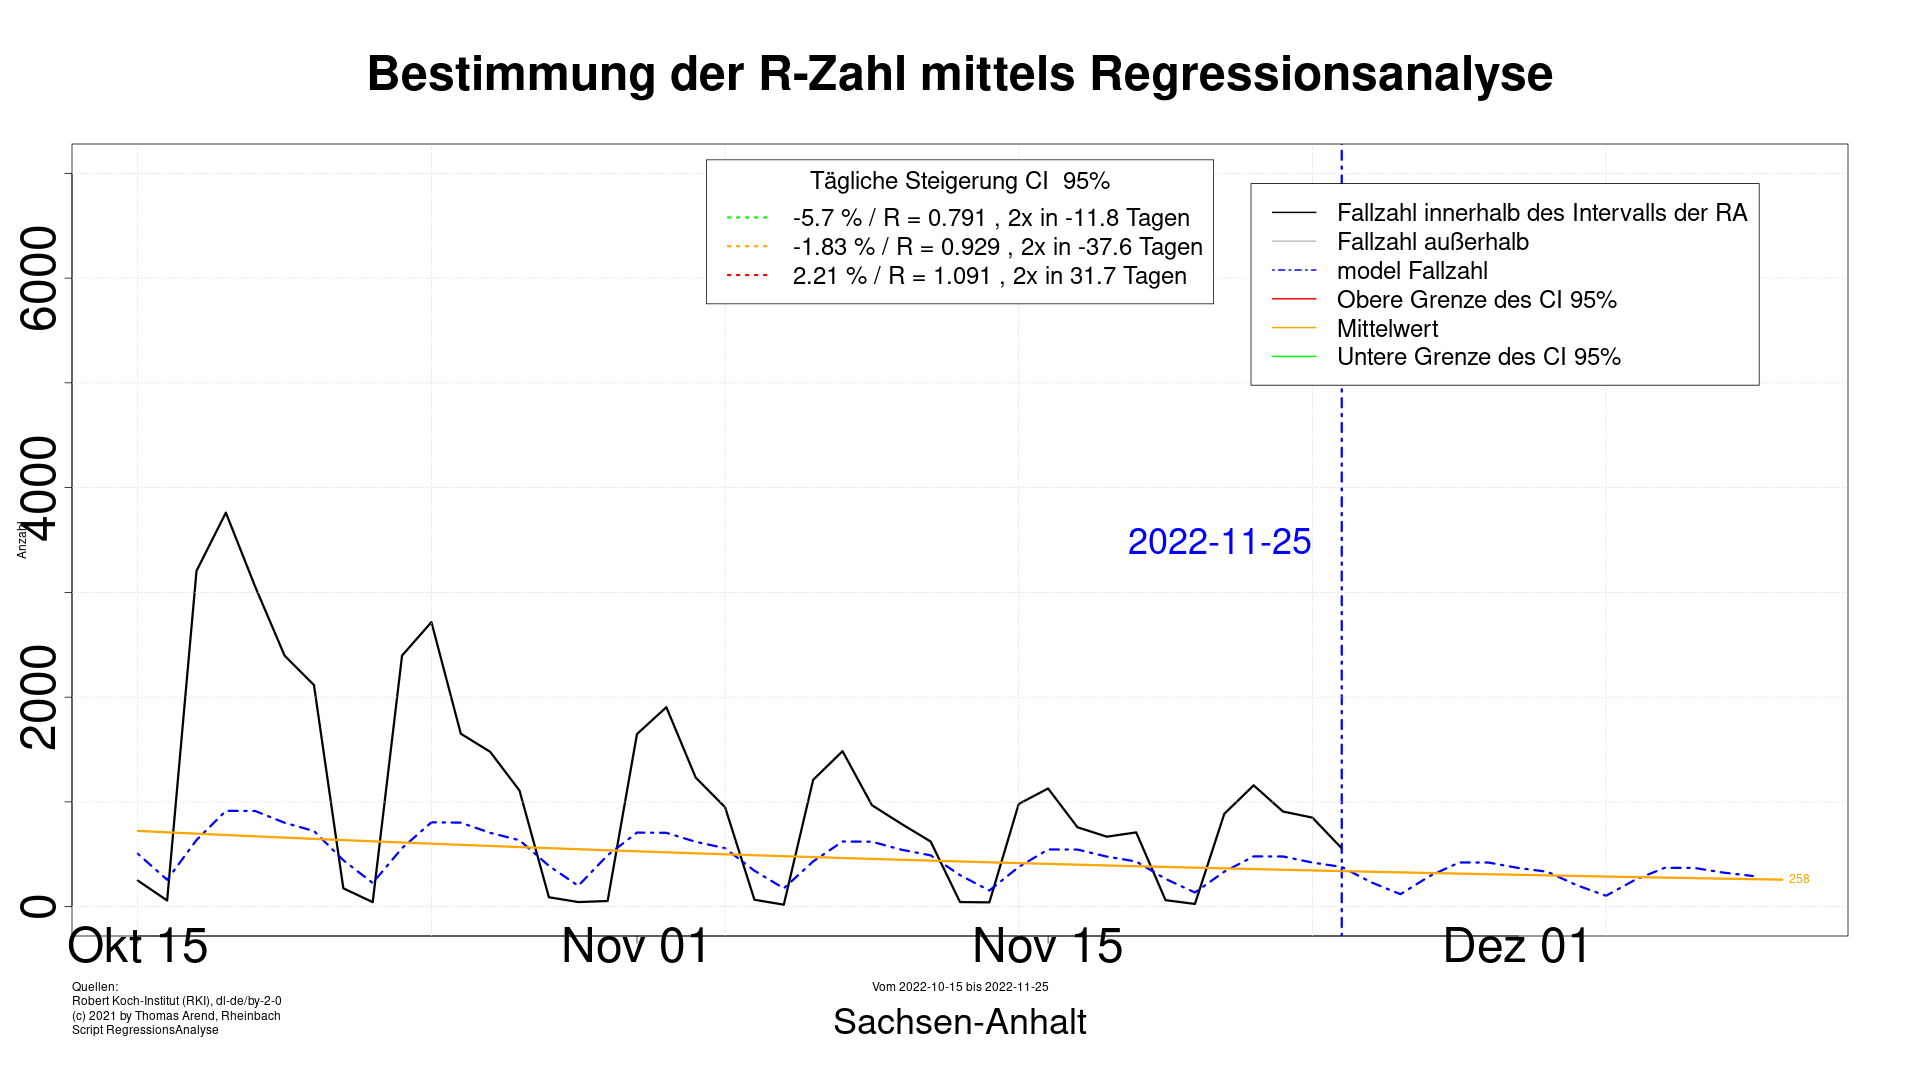 Bestimmung der R-Zahl mittels Regressionsanalyse
Tägliche Steigerung CI  95%
-5.7 % / R = 0.791 , 2x in -11.8 Tagen
-1.83 % / R = 0.929 , 2x in -37.6 Tagen
2.21 % / R = 1.091 , 2x in 31.7 Tagen
Fallzahl innerhalb des Intervalls der RA
Fallzahl außerhalb
model Fallzahl
Obere Grenze des CI 95%
Mittelwert
Untere Grenze des CI 95%
6000
4000
2000
0
Anzahl
2022-11-25
258
Okt 15
Nov 01
Nov 15
Dez 01
Quellen:
Robert Koch-Institut (RKI), dl-de/by-2-0
(c) 2021 by Thomas Arend, Rheinbach
Script RegressionsAnalyse
Vom 2022-10-15 bis 2022-11-25
Sachsen-Anhalt